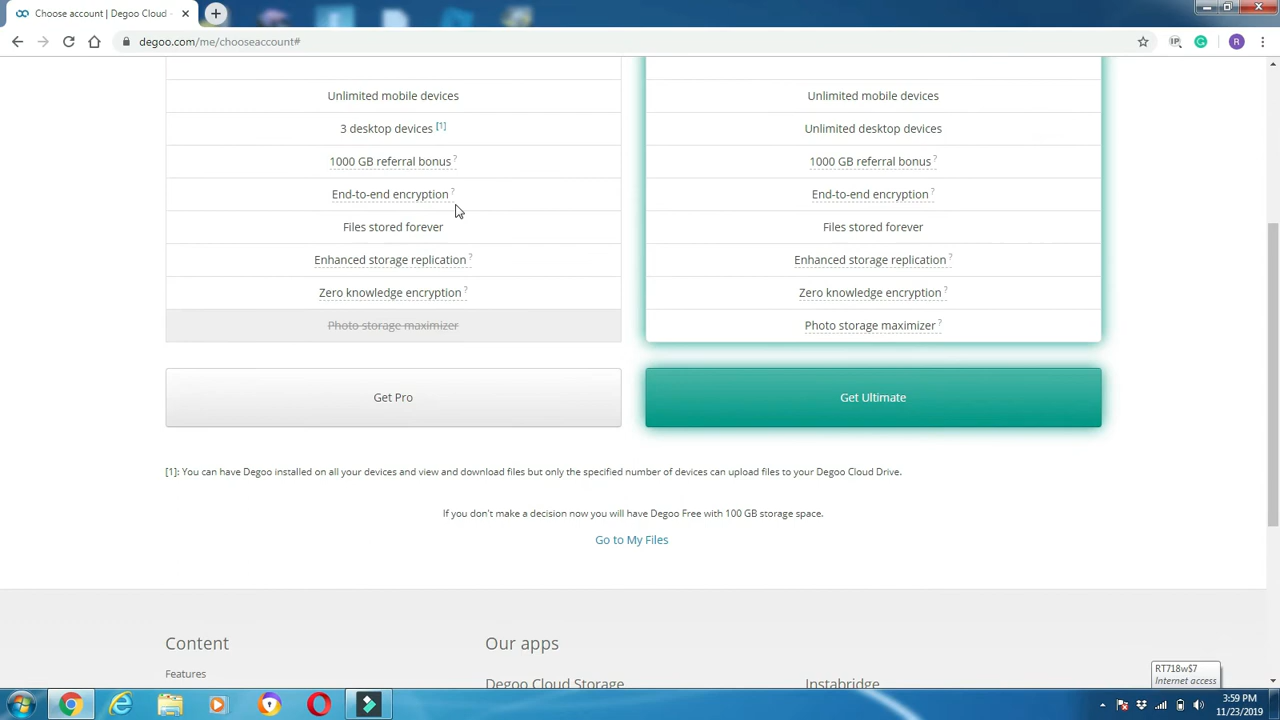 Choose account | Degoo Cloud -
degoo.com/me/chooseaccount#
R
Unlimited mobile devices
Unlimited mobile devices
3 desktop devices [1]
Unlimited desktop devices
1000 GB referral bonus?
1000 GB referral bonus?
End-to-end encryption?
End-to-end encryption?
Files stored forever
Files stored forever
Enhanced storage replication?
Enhanced storage replication?
Zero knowledge encryption?
Zero knowledge encryption?
Photo storage maximizer
Photo storage maximizer?
Get Pro
Get Ultimate
[1]: You can have Degoo installed on all your devices and view and download files but only the specified number of devices can upload files to your Degoo Cloud Drive.
If you don't make a decision now you will have Degoo Free with 100 GB storage space.
Go to My Files
Content
Our apps
Features
Degoo Cloud Storage
Instabridge
RT718w$7
Internet access
3:59 PM
11/23/2019